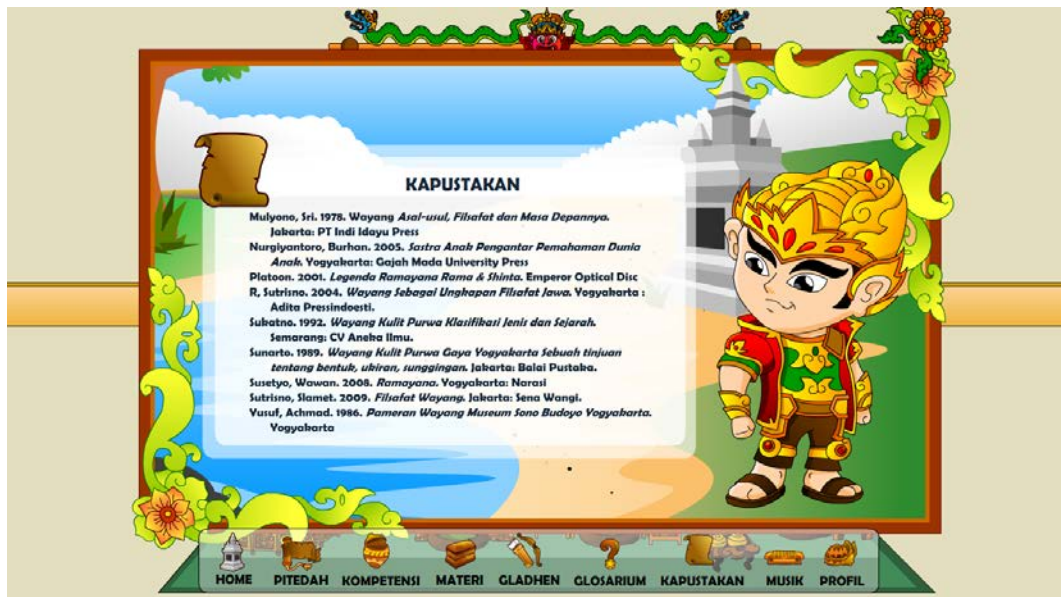 X
KAPUSTAKAN
Mulyono, Sri. 1978. Wayang Asal-usul, Filsafat dan Masa Depannya.
Jakarta: PT Indi Idayu Press
Nurgiyantoro, Burhan. 2005. Sastra Anak Pengantar Pemahaman Dunia
Anak. Yogyakarta: Gajah Mada University Press
Platoon. 2001. Legenda Ramayana Rama & Shinta. Emperor Optical Disc
R, Sutrisno. 2004. Wayang Sebagai Ungkapan Filsafat Jawa. Yogyakarta :
Adita Pressindoesti.
Sukatno. 1992. Wayang Kulit Purwa Klasifikasi Jenis dan Sejarah.
Semarang: CV Aneka Ilmu.
Sunarto. 1989. Wayang Kulit Purwa Gaya Yogyakarta Sebuah tinjuan
tentang bentuk, ukiran, sunggingan. Jakarta: Balai Pustaka.
Susetyo, Wawan. 2008. Ramayana. Yogyakarta: Narasi
Sutrisno, Slamet. 2009. Filsafat Wayang. Jakarta: Sena Wangi.
Yusuf, Achmad. 1986. Pameran Wayang Museum Sono Budoyo Yogyakarta.
Yogyakarta
HOME PITEDAH KOMPETENSI MATERI GLADHEN GLOSARIUM KAPUSTAKAN MUSIK PROFIL